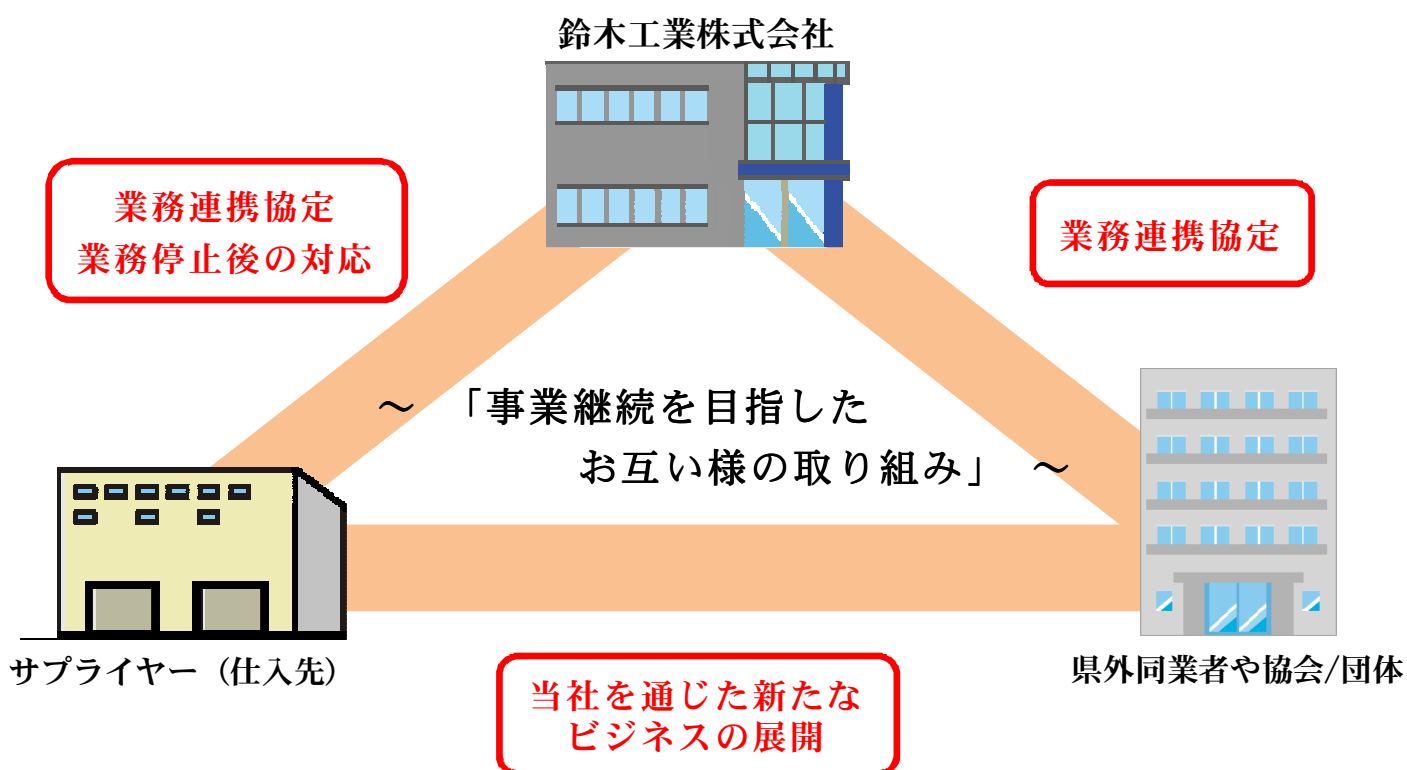 鈴木工業株式会社
業務連携協定
業務停止後の対応
業務連携協定
～ 「事業継続を目指した
お互い様の取り組み」 ～
サプライヤー（仕入先）
県外同業者や協会/団体
当社を通じた新たな
ビジネスの展開